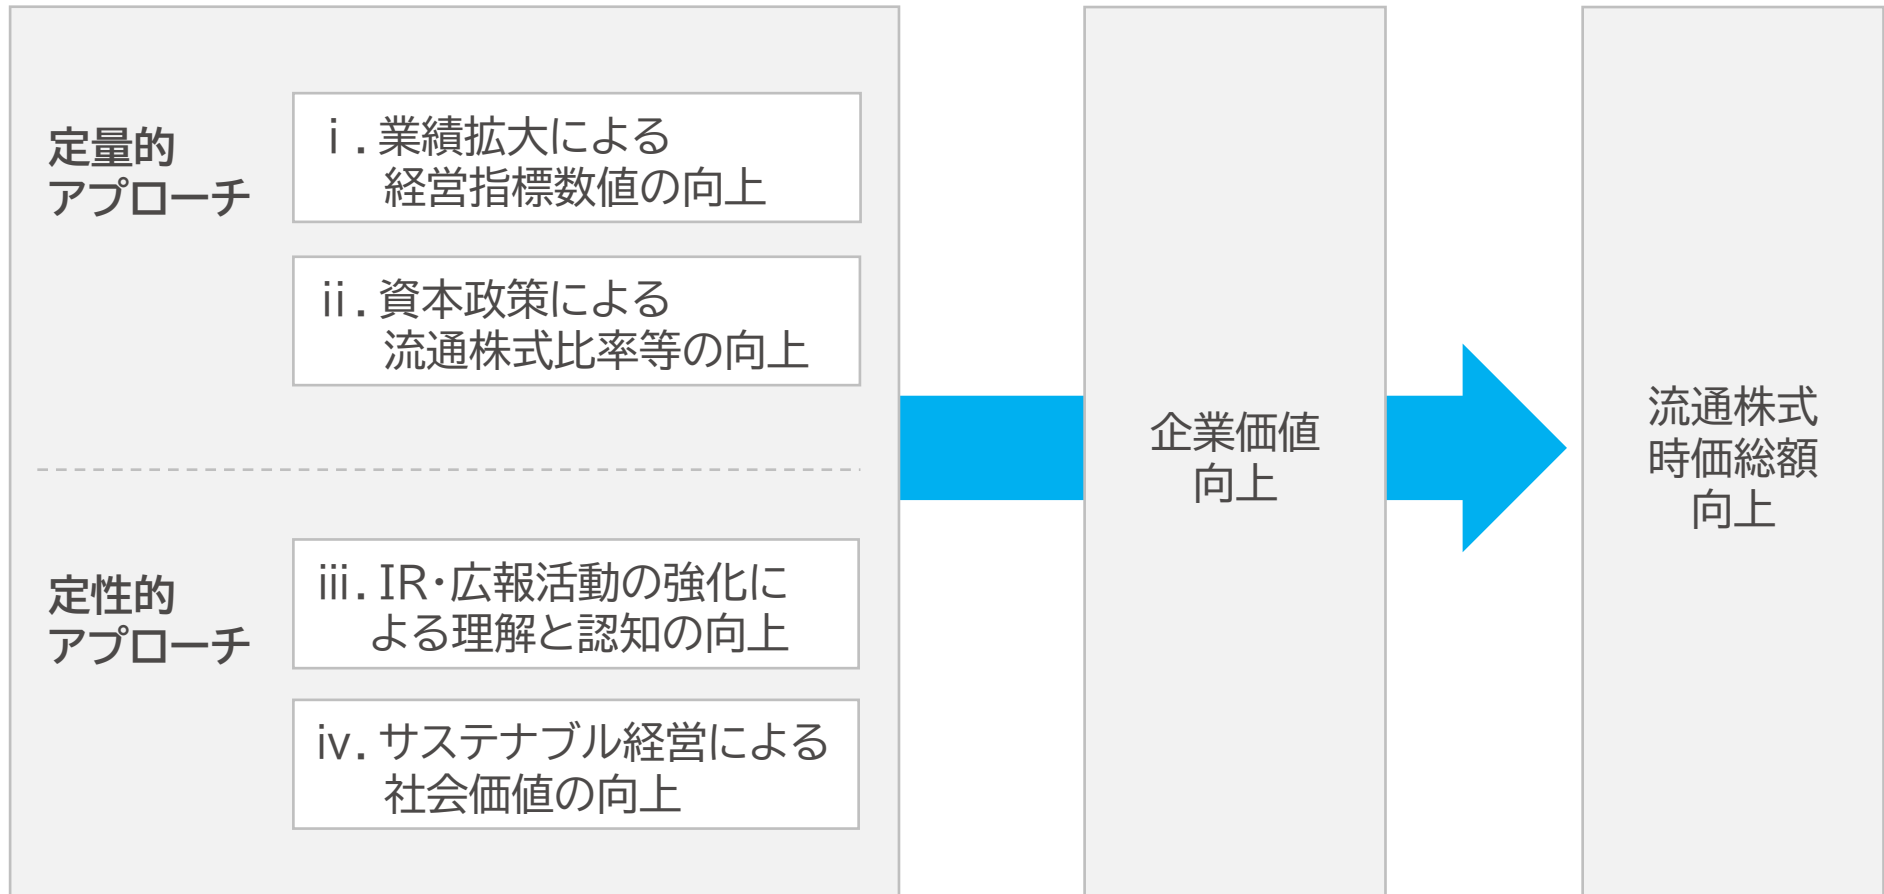 定量的
アプローチ
ⅰ. 業績拡大による
経営指標数値の向上
ⅱ. 資本政策による
流通株式比率等の向上
定性的
アプローチ
ⅲ. IR・広報活動の強化に
よる理解と認知の向上
ⅳ. サステナブル経営による
社会価値の向上
企業価値
向上
流通株式
時価総額
向上